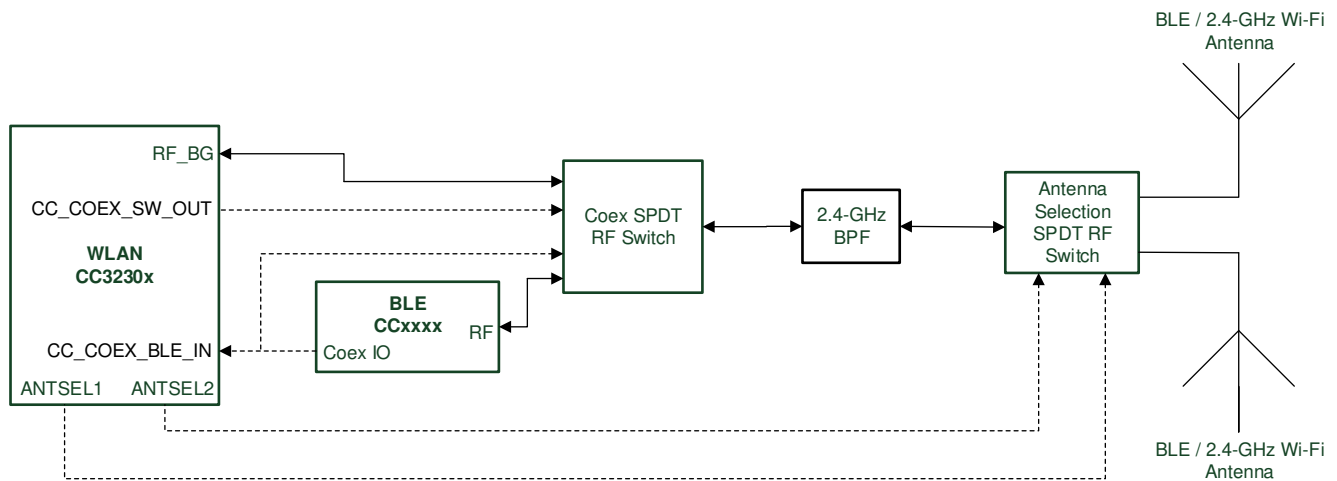 BLE / 2.4-GHz Wi-Fi
Antenna
RF_BG
CC_COEX_SW_OUT
WLAN
CC3230x
CC_COEX_BLE_IN
ANTSEL1 ANTSEL2
BLE
CCxxxx
RF
Coex IO
Coex SPDT
RF Switch
2.4-GHz
BPF
Antenna
Selection
SPDT RF
Switch
BLE / 2.4-GHz Wi-Fi
Antenna